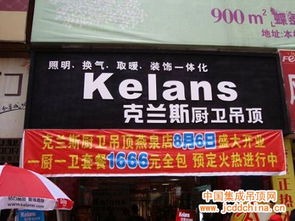 900m²
照明、换气、取暖、装饰一体化
Kelans
克兰斯厨卫吊顶
克兰斯厨卫吊顶燕泉店8月6日盛大开业
一厨一卫套餐1666元全包 预定火热进行中
Kelans
中国集成吊顶网
www.jcddchina.cn